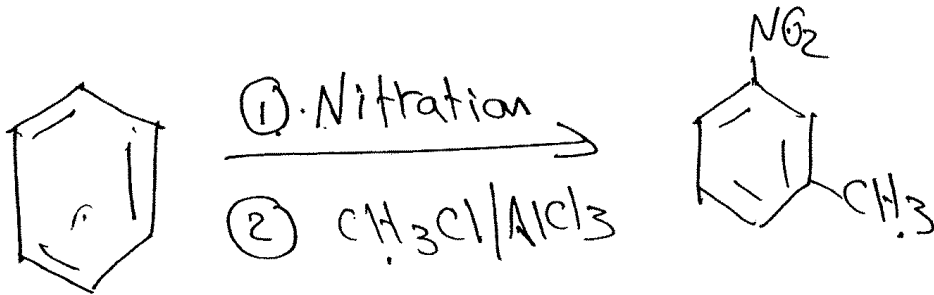 NO2
① Nitration
② CH3Cl/AlCl3
CH3